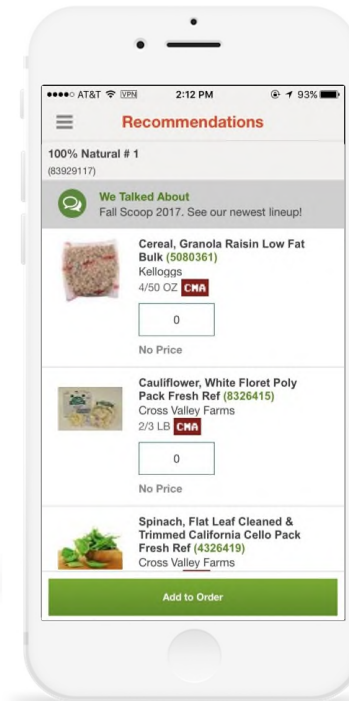 AT&T VPN 2:12 PM 93%
Recommendations
100% Natural # 1
(83929117)
We Talked About
Fall Scoop 2017. See our newest lineup!
Cereal, Granola Raisin Low Fat
Bulk (5080361)
Kelloggs
4/50 OZ CMA
0
No Price
Cauliflower, White Floret Poly
Pack Fresh Ref (8326415)
Cross Valley Farms
2/3 LB CMA
0
No Price
Spinach, Flat Leaf Cleaned &
Trimmed California Cello Pack
Fresh Ref (4326419)
Cross Valley Farms
Add to Order